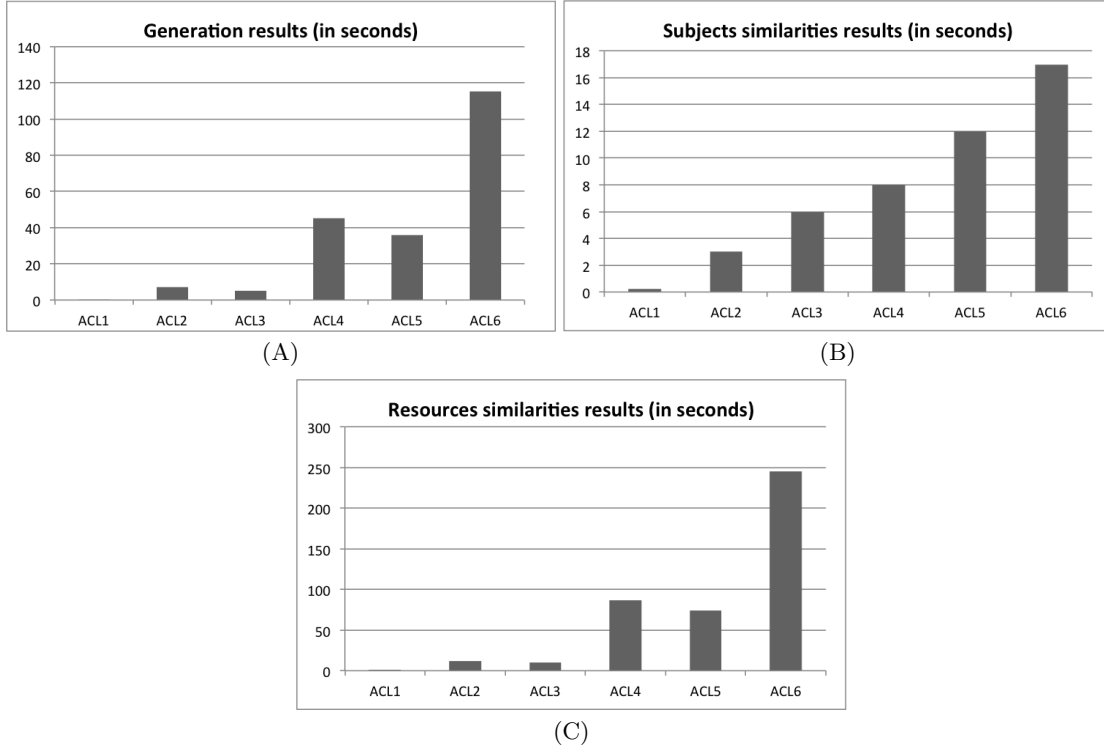 Generation results (in seconds)
140
120
100
80
60
40
20
0
ACL1 ACL2 ACL3 ACL4 ACL5 ACL6
(A)
Subjects similarities results (in seconds)
18
16
14
12
10
8
6
4
2
0
ACL1 ACL2 ACL3 ACL4 ACL5 ACL6
(B)
Resources similarities results (in seconds)
300
250
200
150
100
50
0
ACL1 ACL2 ACL3 ACL4 ACL5 ACL6
(C)